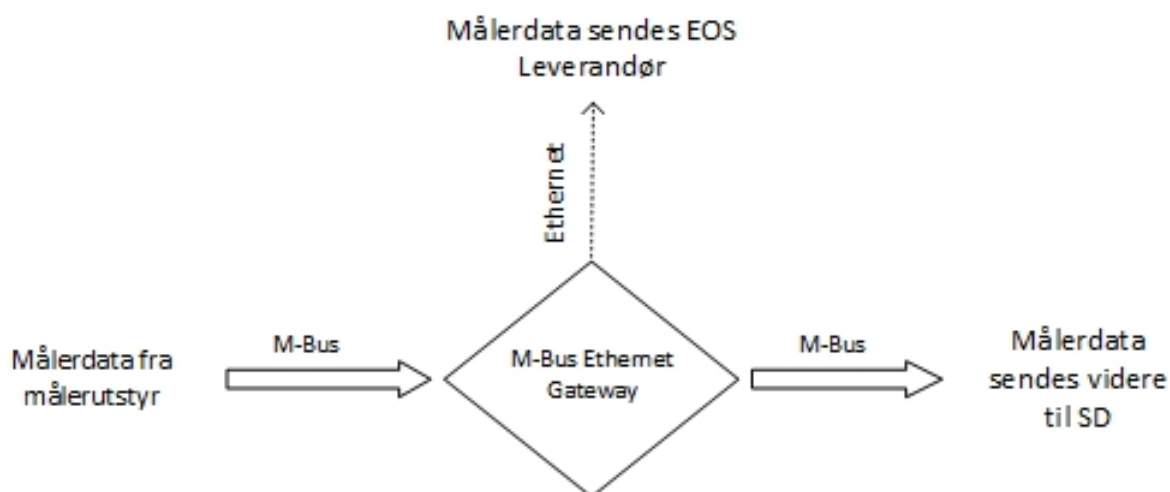 Målerdata sendes EOS
Leverandør
Ethernet
Målerdata fra
målerutstyr
M-Bus
M-Bus Ethernet
Gateway
M-Bus
Målerdata
sendes videre
til SD